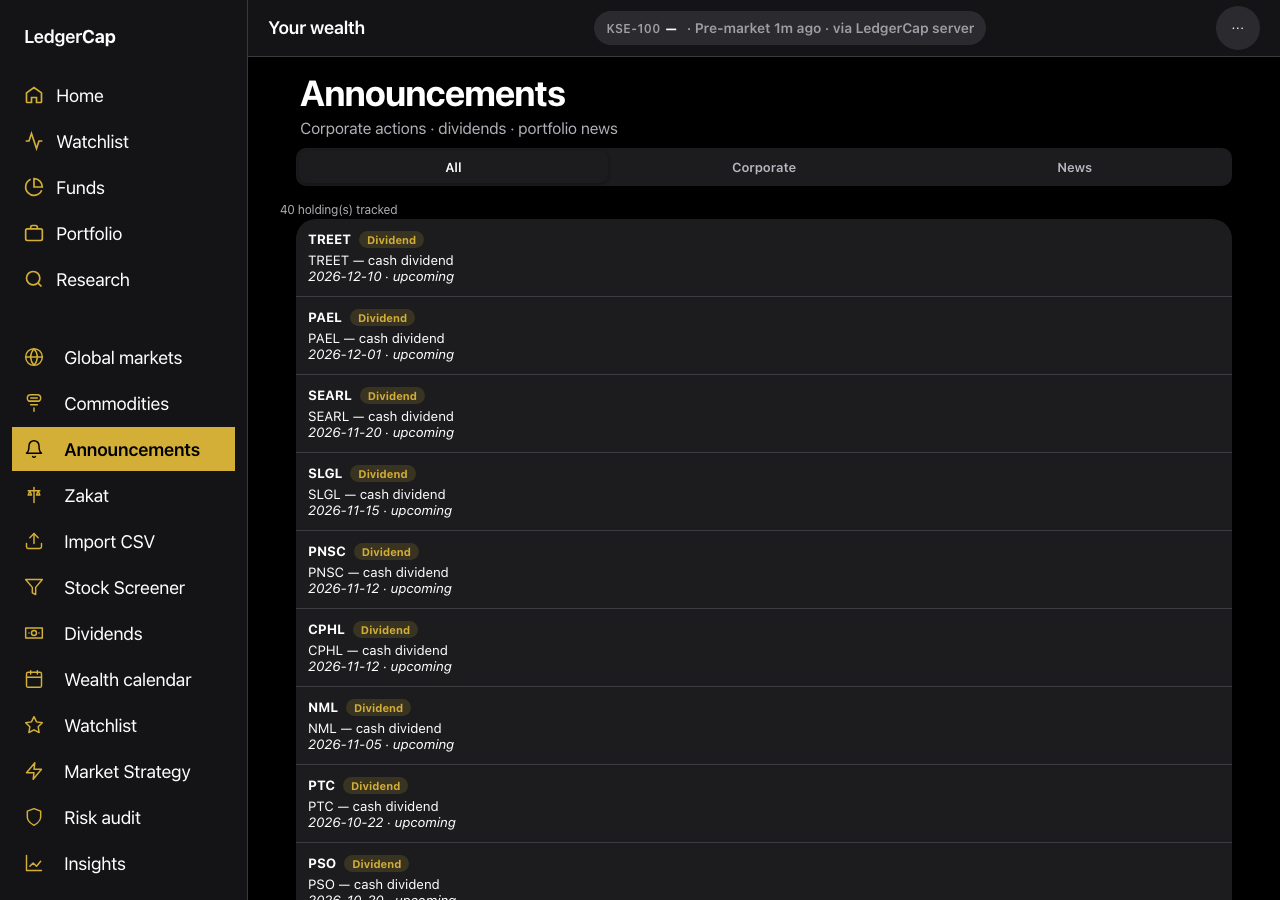 LedgerCap
Home
Watchlist
Funds
Portfolio
Research
Global markets
Commodities
Announcements
Zakat
Import CSV
Stock Screener
Dividends
Wealth calendar
Watchlist
Market Strategy
Risk audit
Insights
Your wealth
KSE-100 — · Pre-market 1m ago · via LedgerCap server
...
Announcements
Corporate actions · dividends · portfolio news
All Corporate News
40 holding(s) tracked
TREET Dividend
TREET — cash dividend
2026-12-10 · upcoming
PAEL Dividend
PAEL — cash dividend
2026-12-01 · upcoming
SEARL Dividend
SEARL — cash dividend
2026-11-20 · upcoming
SLGL Dividend
SLGL — cash dividend
2026-11-15 · upcoming
PNSC Dividend
PNSC — cash dividend
2026-11-12 · upcoming
CPHL Dividend
CPHL — cash dividend
2026-11-12 · upcoming
NML Dividend
NML — cash dividend
2026-11-05 · upcoming
PTC Dividend
PTC — cash dividend
2026-10-22 · upcoming
PSO Dividend
PSO — cash dividend
2026-10-20 · upcoming